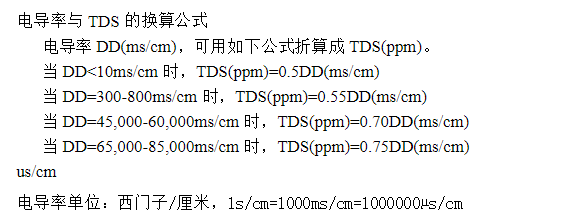 电导率与 TDS 的换算公式
电导率 DD(ms/cm)，可用如下公式折算成 TDS(ppm)。
当 DD<10ms/cm 时，TDS(ppm)=0.5DD(ms/cm)
当 DD=300-800ms/cm 时，TDS(ppm)=0.55DD(ms/cm)
当 DD=45,000-60,000ms/cm 时，TDS(ppm)=0.70DD(ms/cm)
当 DD=65,000-85,000ms/cm 时，TDS(ppm)=0.75DD(ms/cm)
us/cm
电导率单位：西门子/厘米，1s/cm=1000ms/cm=1000000μs/cm